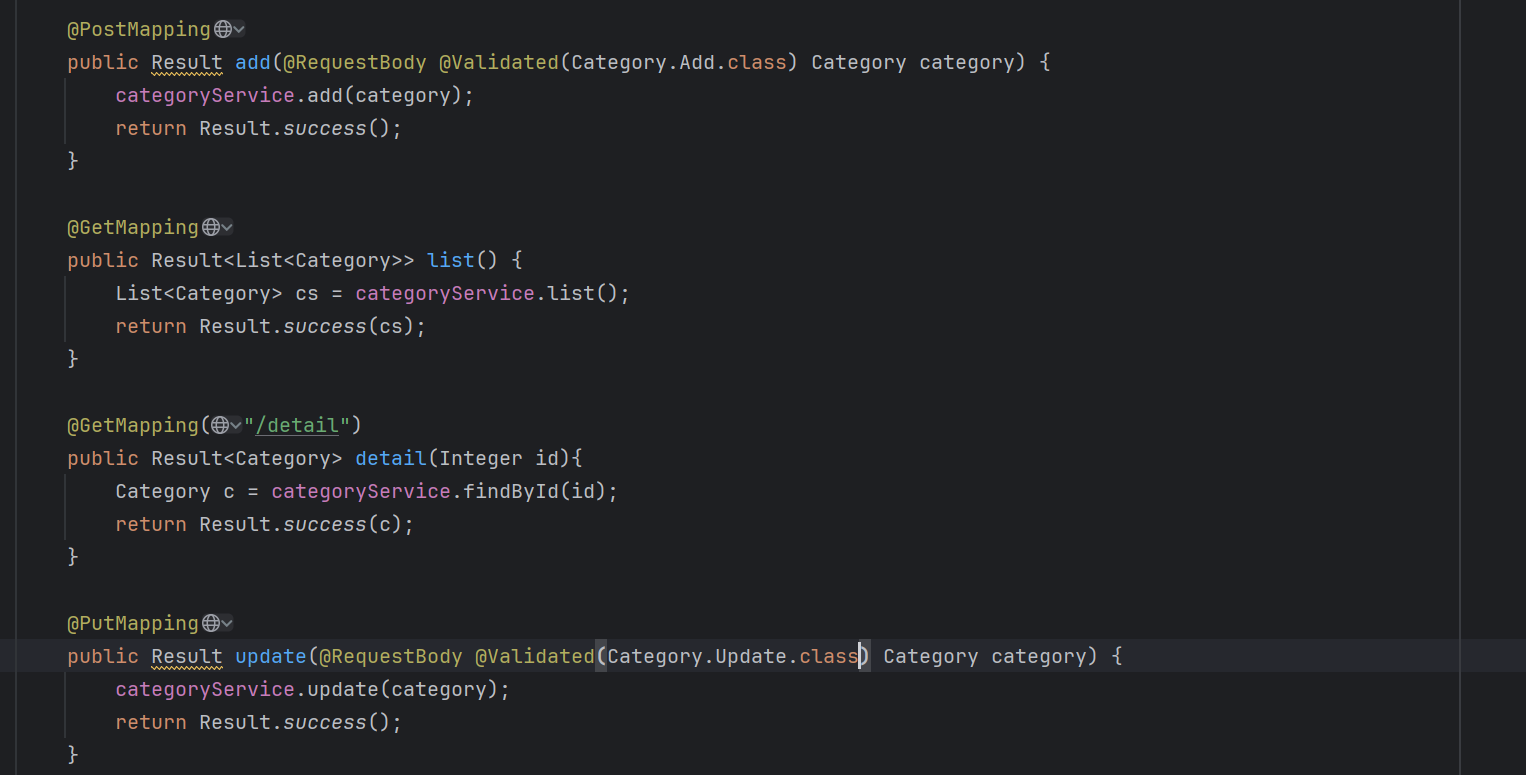 @PostMapping
public Result add(@RequestBody @Validated(Category.Add.class) Category category) {
    categoryService.add(category);
    return Result.success();
}
@GetMapping
public Result<List<Category>> list() {
    List<Category> cs = categoryService.list();
    return Result.success(cs);
}
@GetMapping("/detail")
public Result<Category> detail(Integer id){
    Category c = categoryService.findById(id);
    return Result.success(c);
}
@PutMapping
public Result update(@RequestBody @Validated(Category.Update.class) Category category) {
    categoryService.update(category);
    return Result.success();
}